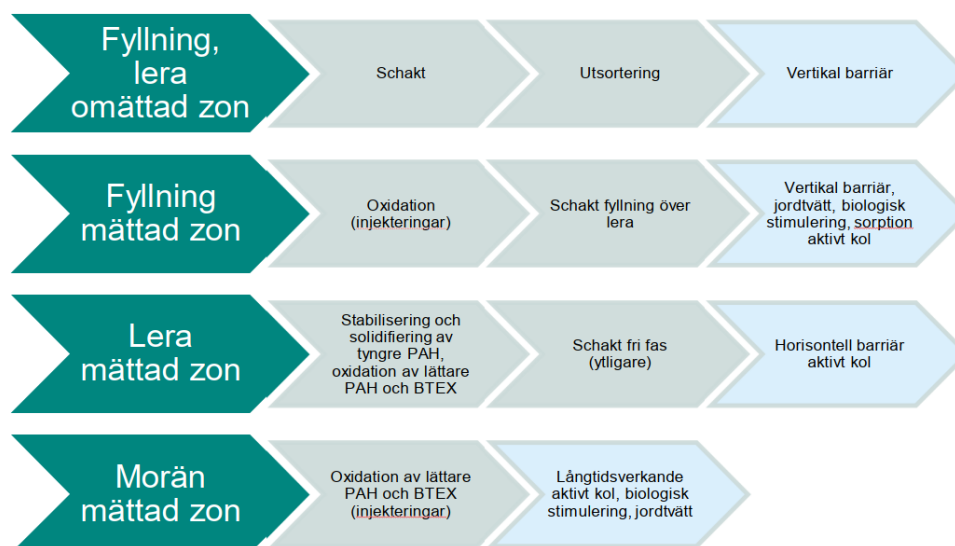 Fyllning,
lera
omättad zon
Schakt
Utsortering
Vertikal barriär
Fyllning
mättad zon
Oxidation
(injekteringar)
Schakt fyllning över
lera
Vertikal barriär,
jordtvätt, biologisk
stimulering, sorption
aktivt kol
Lera
mättad zon
Stabilisering och
solidifiering av
tyngre PAH,
oxidation av lättare
PAH och BTEX
Schakt fri fas
(ytligare)
Horisontell barriär
aktivt kol
Morän
mättad zon
Oxidation av lättare
PAH och BTEX
(injekteringar)
Långtidsverkande
aktivt kol, biologisk
stimulering, jordtvätt